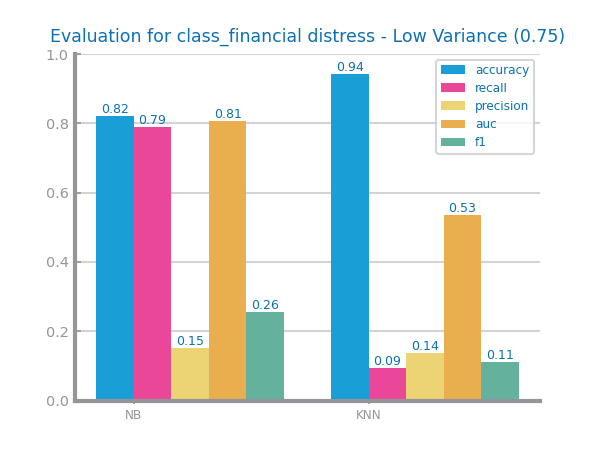 Evaluation for class_financial distress - Low Variance (0.75)
1.0
0.8
0.6
0.4
0.2
0.0
0.82
0.79
0.15
0.81
0.26
0.94
0.09
0.14
0.53
0.11
accuracy
recall
precision
auc
f1
NB
KNN